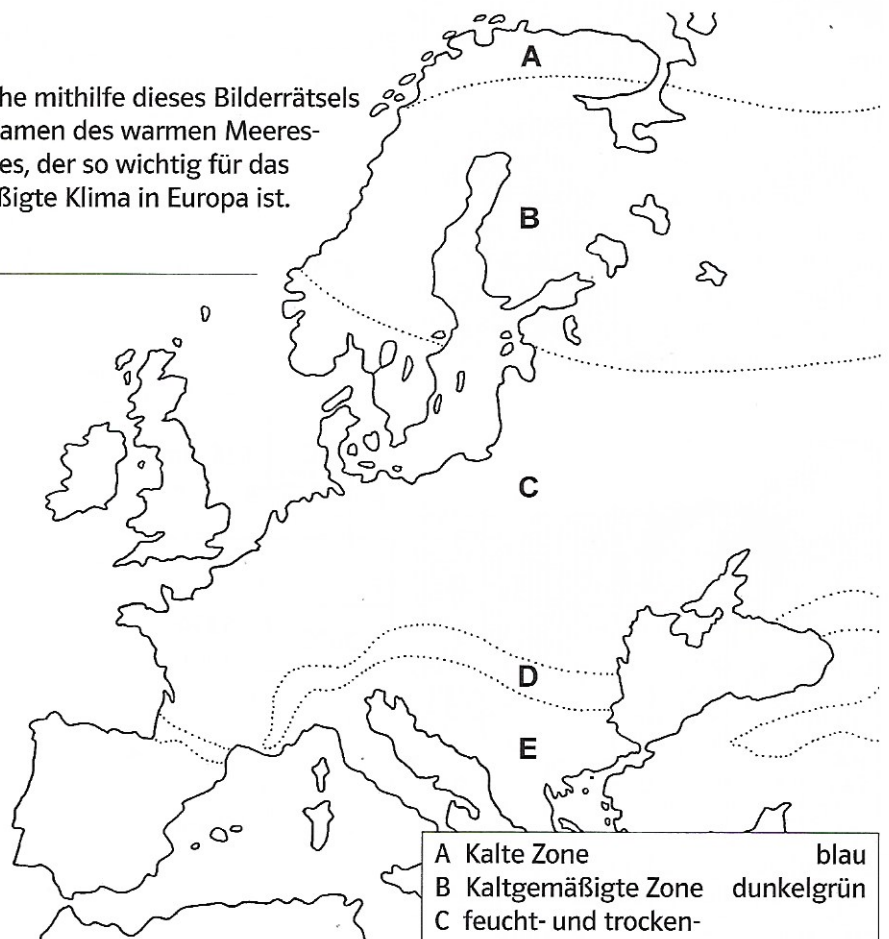 he mithilfe dieses Bilderrätsels
amen des warmen Meeres-
es, der so wichtig für das
ßigte Klima in Europa ist.
A
B
C
D
E
A Kalte Zone blau
B Kaltgemäßigte Zone dunkelgrün
C feucht- und trocken-